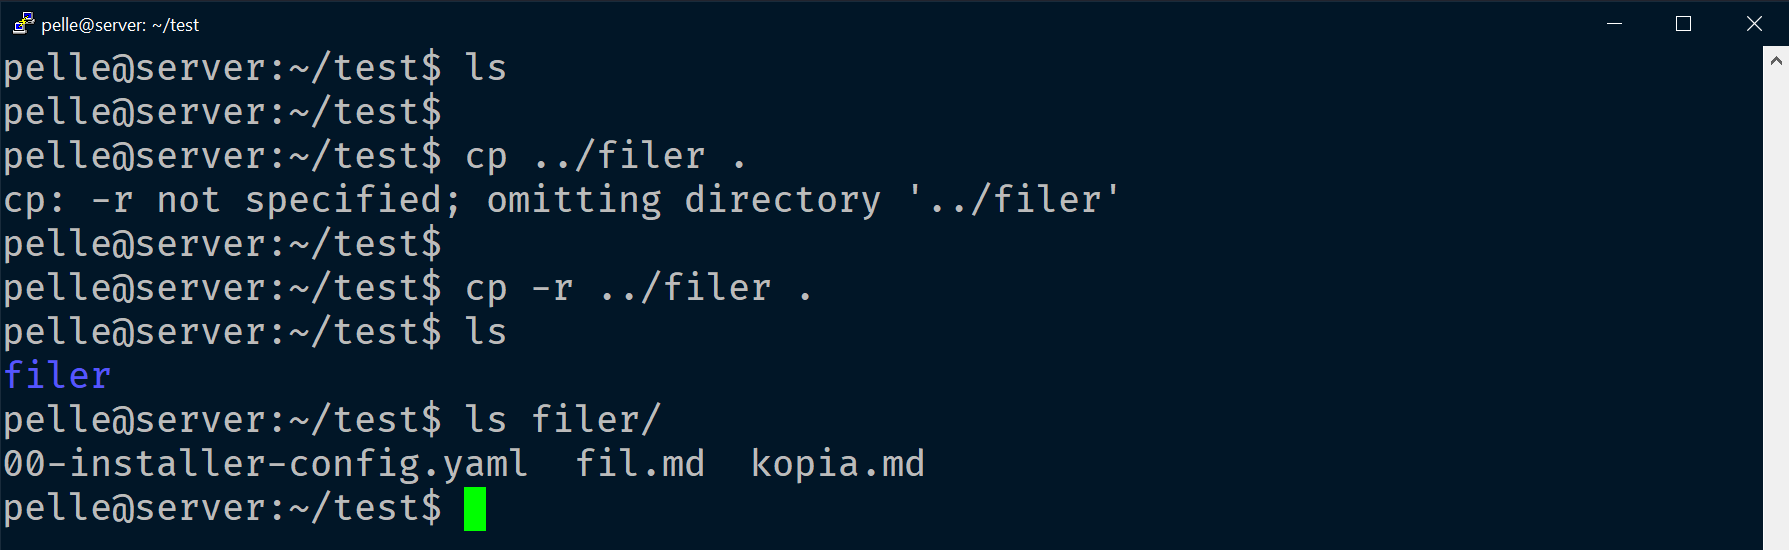 pelle@server: ~/test
pelle@server:~/test$ ls
pelle@server:~/test$
pelle@server:~/test$ cp ../filer .
cp: -r not specified; omitting directory '../filer'
pelle@server:~/test$
pelle@server:~/test$ cp -r ../filer .
pelle@server:~/test$ ls
filer
pelle@server:~/test$ ls filer/
00-installer-config.yaml  fil.md  kopia.md
pelle@server:~/test$